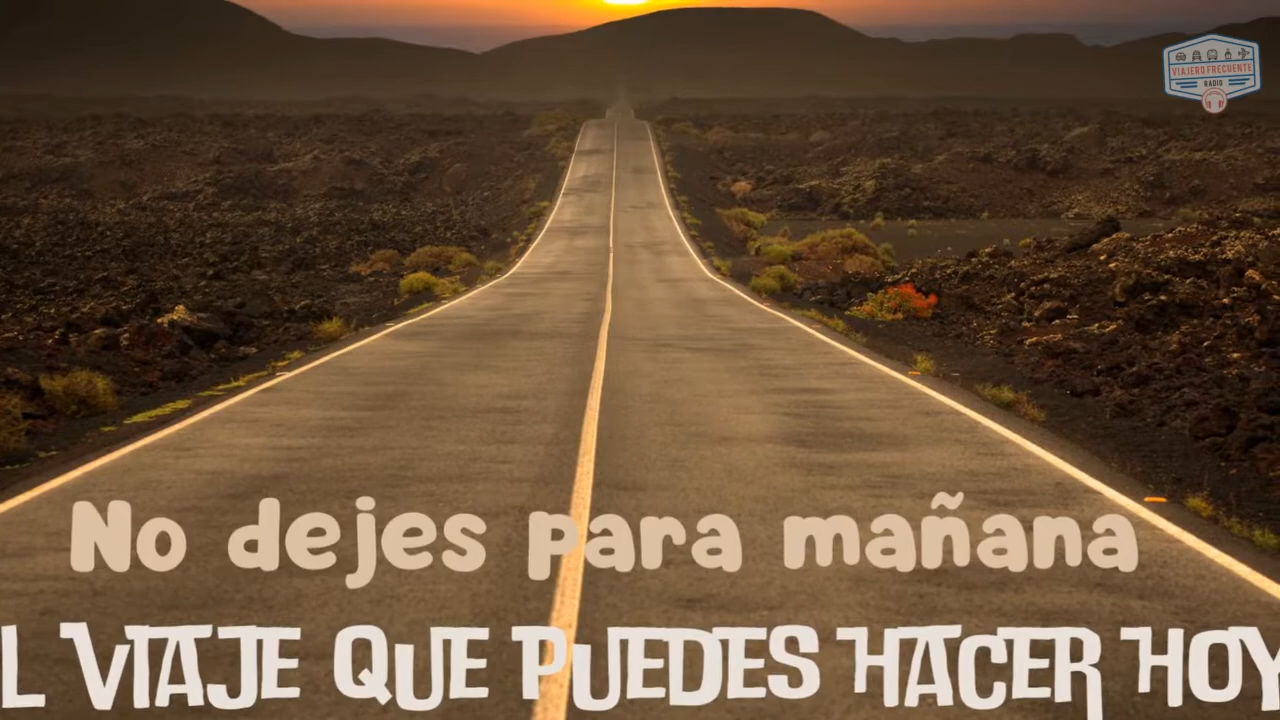 VIAJERO FRECUENTE
RADIO
No dejes para mañana
L VIAJE QUE PUEDES HACER HOY